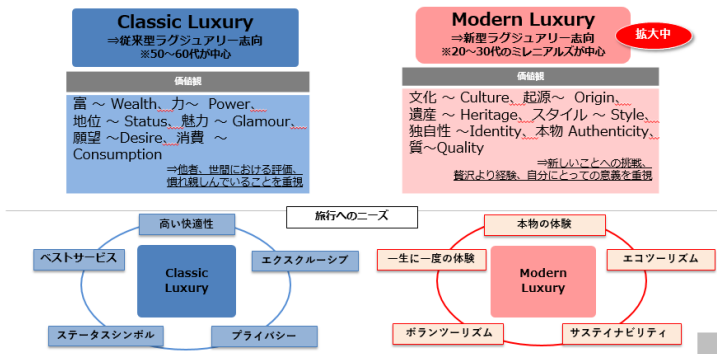 Classic Luxury
⇒従来型ラグジュアリー志向
※50～60代が中心
Modern Luxury
⇒新型ラグジュアリー志向
※20～30代のミレニアルズが中心
拡大中
価値観
富 ～ Wealth、力～ Power、
地位 ～ Status、魅力 ～ Glamour、
願望 ～Desire、消費 ～
Consumption
⇒他者、世間における評価、
慣れ親しんでいることを重視
価値観
文化 ～ Culture、起源～ Origin、
遺産 ～ Heritage、スタイル ～ Style、
独自性 ～Identity、本物 Authenticity、
質～Quality
⇒新しいことへの挑戦、
贅沢より経験、自分にとっての意義を重視
旅行へのニーズ
高い快適性
ベストサービス
エクスクルーシブ
Classic
Luxury
ステータスシンボル
プライバシー
本物の体験
一生に一度の体験
エコツーリズム
Modern
Luxury
ボランツーリズム
サステイナビリティ